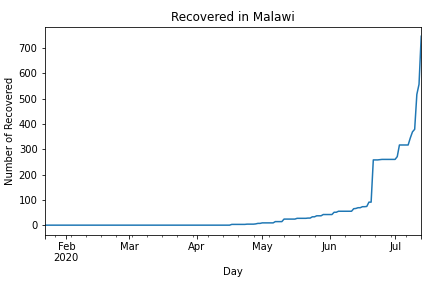 Recovered in Malawi
Number of Recovered
700
600
500
400
300
200
100
0
Feb
2020
Mar
Apr
May
Jun
Jul
Day